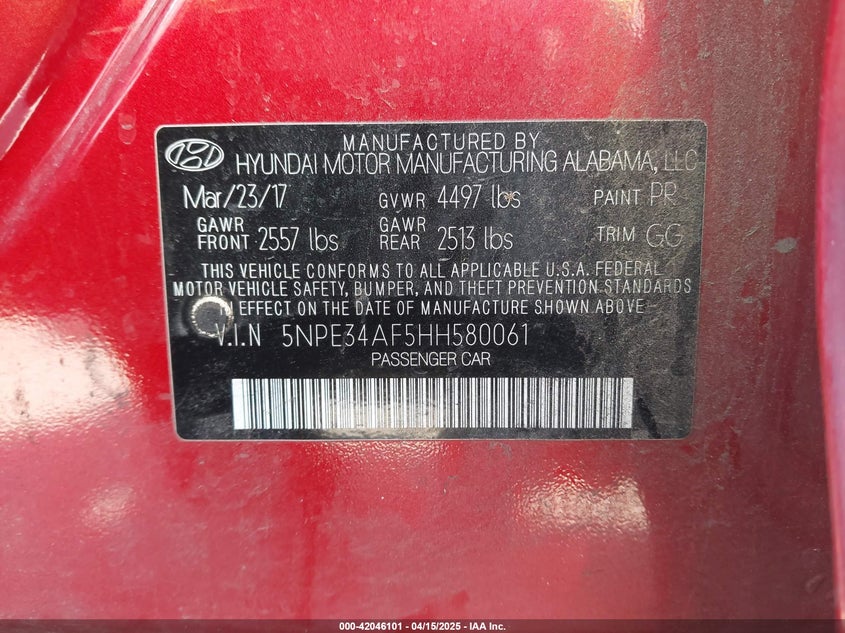 MANUFACTURED BY
HYUNDAI MOTOR MANUFACTURING ALABAMA, LLC
Mar/23/17 GVWR 4497 lbs PAINT PR
GAWR FRONT 2557 lbs GAWR REAR 2513 lbs TRIM GG
THIS VEHICLE CONFORMS TO ALL APPLICABLE U.S.A. FEDERAL
MOTOR VEHICLE SAFETY, BUMPER, AND THEFT PREVENTION STANDARDS
IN EFFECT ON THE DATE OF MANUFACTURE SHOWN ABOVE
V.I.N 5NPE34AF5HH580061
PASSENGER CAR
000-42046101 - 04/15/2025 - IAA Inc.